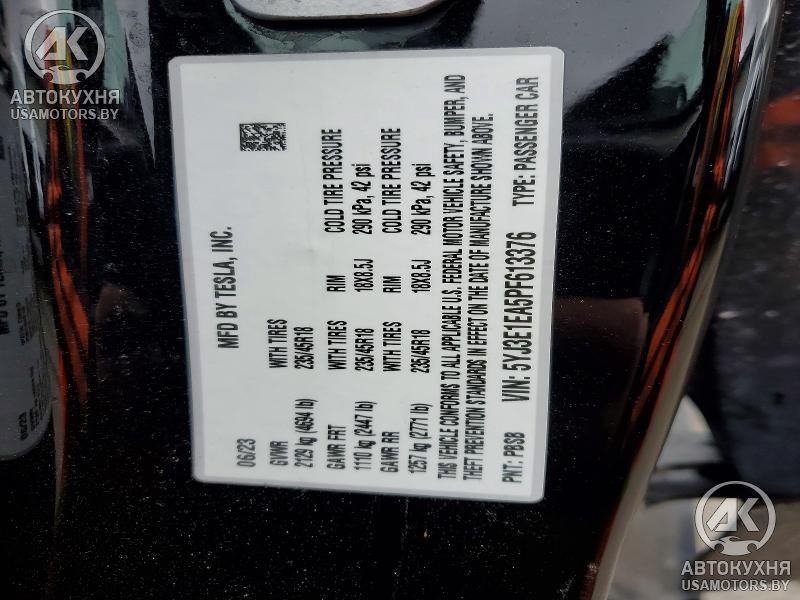 06/23 MFD BY TESLA, INC.
GVWR WITH TIRES RIM COLD TIRE PRESSURE
2129 kg (4694 lb) 235/45R18 18X8.5J 290 kPa, 42 psi
GAWR FRT WITH TIRES
1110 kg (2447 lb) 235/45R18
GAWR RR WITH TIRES RIM COLD TIRE PRESSURE
1257 kg (2771 lb) 235/45R18 18X8.5J 290 kPa, 42 psi
THIS VEHICLE CONFORMS TO ALL APPLICABLE U.S. FEDERAL MOTOR VEHICLE SAFETY, BUMPER, AND
THEFT PREVENTION STANDARDS IN EFFECT ON THE DATE OF MANUFACTURE SHOWN ABOVE.
PNT: PBSB VIN: 5YJ3E1EA5PF613376 TYPE: PASSENGER CAR
АК
АВТОКУХНЯ
USAMOTORS.BY
АК
АВТОКУХНЯ
USAMOTORS.BY